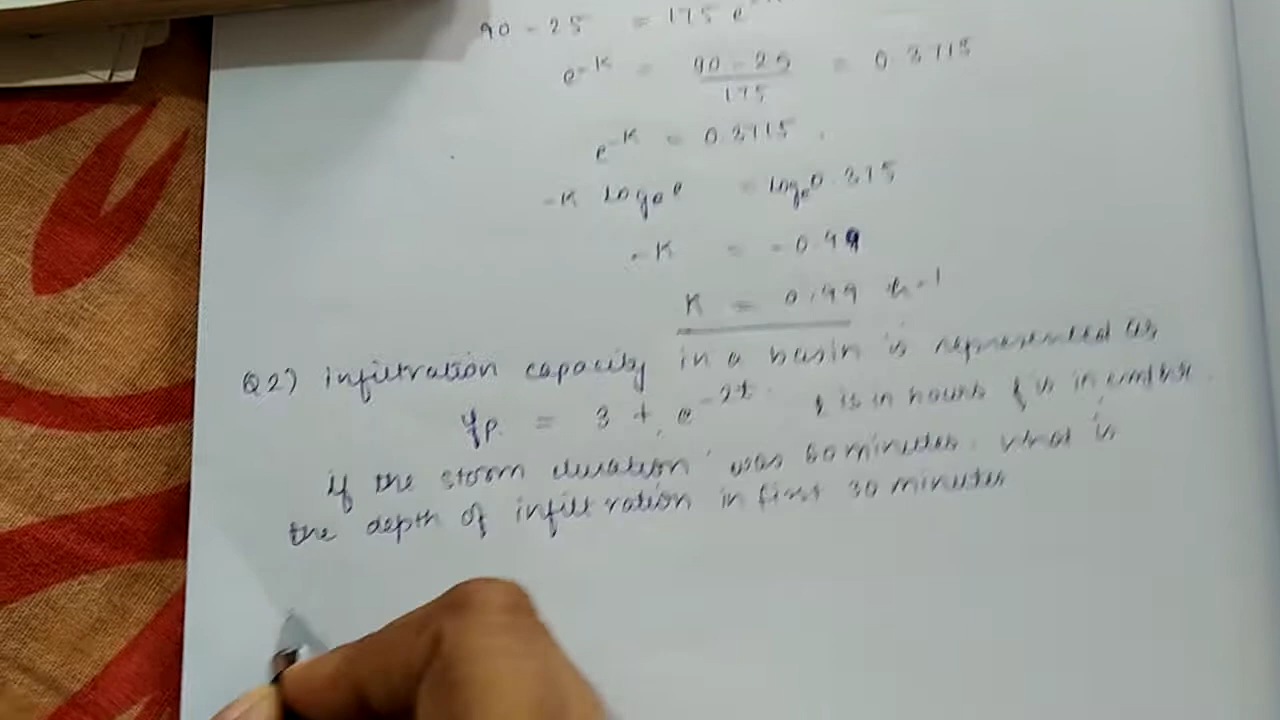 90 - 25 = 175 e
e-K = 90 - 25 / 175 = 0.3715
e-K = 0.3715
-K loge e = loge 0.315
-K = -0.99
K = 0.99 h-1
Q2) infiltration capacity in a basin is represented as
fp = 3 + e-2t t is in hours f is in cm/hr.
if the storm duration was 60 minutes. what is
the depth of infiltration in first 30 minutes